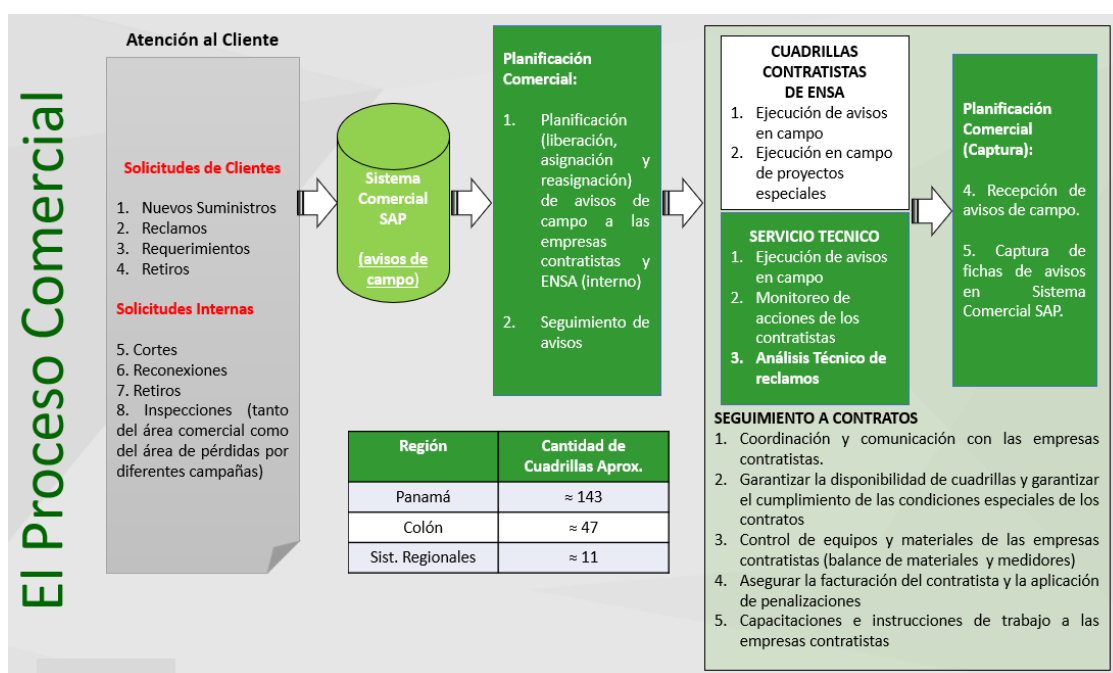 El Proceso Comercial
Atención al Cliente
Solicitudes de Clientes
1. Nuevos Suministros
2. Reclamos
3. Requerimientos
4. Retiros
Solicitudes Internas
5. Cortes
6. Reconexiones
7. Retiros
8. Inspecciones (tanto
del área comercial como
del área de pérdidas por
diferentes campañas)
Sistema
Comercial
SAP
(avisos de
campo)
Planificación
Comercial:
1. Planificación
(liberación,
asignación y
reasignación)
de avisos de
campo a las
empresas
contratistas y
ENSA (interno)
2. Seguimiento de
avisos
Región Cantidad de
Cuadrillas Aprox.
Panamá ≈ 143
Colón ≈ 47
Sist. Regionales ≈ 11
CUADRILLAS
CONTRATISTAS
DE ENSA
1. Ejecución de avisos
en campo
2. Ejecución en campo
de proyectos
especiales
SERVICIO TECNICO
1. Ejecución de avisos
en campo
2. Monitoreo de
acciones de los
contratistas
3. Análisis Técnico de
reclamos
Planificación
Comercial
(Captura):
4. Recepción de
avisos de campo.
5. Captura de
fichas de avisos
en Sistema
Comercial SAP.
SEGUIMIENTO A CONTRATOS
1. Coordinación y comunicación con las empresas
contratistas.
2. Garantizar la disponibilidad de cuadrillas y garantizar
el cumplimiento de las condiciones especiales de los
contratos
3. Control de equipos y materiales de las empresas
contratistas (balance de materiales y medidores)
4. Asegurar la facturación del contratista y la aplicación
de penalizaciones
5. Capacitaciones e instrucciones de trabajo a las
empresas contratistas